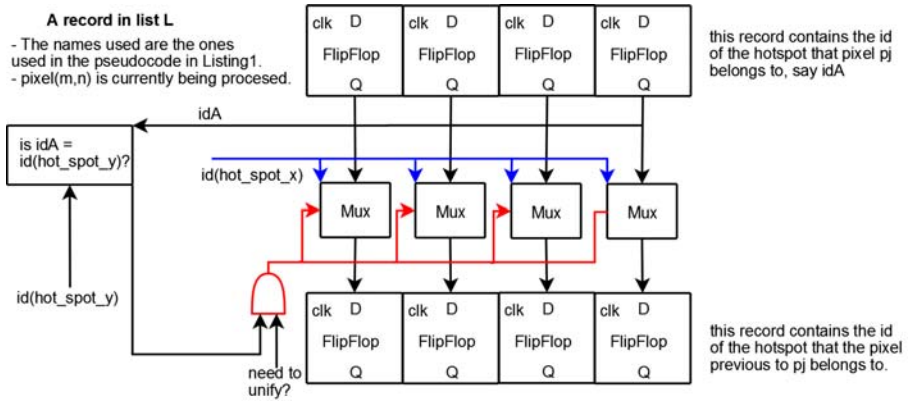 A record in list L
- The names used are the ones
used in the pseudocode in Listing1.
- pixel(m,n) is currently being procesed.
clk D
FlipFlop
Q
clk D
FlipFlop
Q
clk D
FlipFlop
Q
clk D
FlipFlop
Q
this record contains the id
of the hotspot that pixel pj
belongs to, say idA
idA
is idA =
id(hot_spot_y)?
id(hot_spot_x)
Mux
Mux
Mux
Mux
id(hot_spot_y)
need to
unify?
clk D
FlipFlop
Q
clk D
FlipFlop
Q
clk D
FlipFlop
Q
clk D
FlipFlop
Q
this record contains the id
of the hotspot that the pixel
previous to pj belongs to.